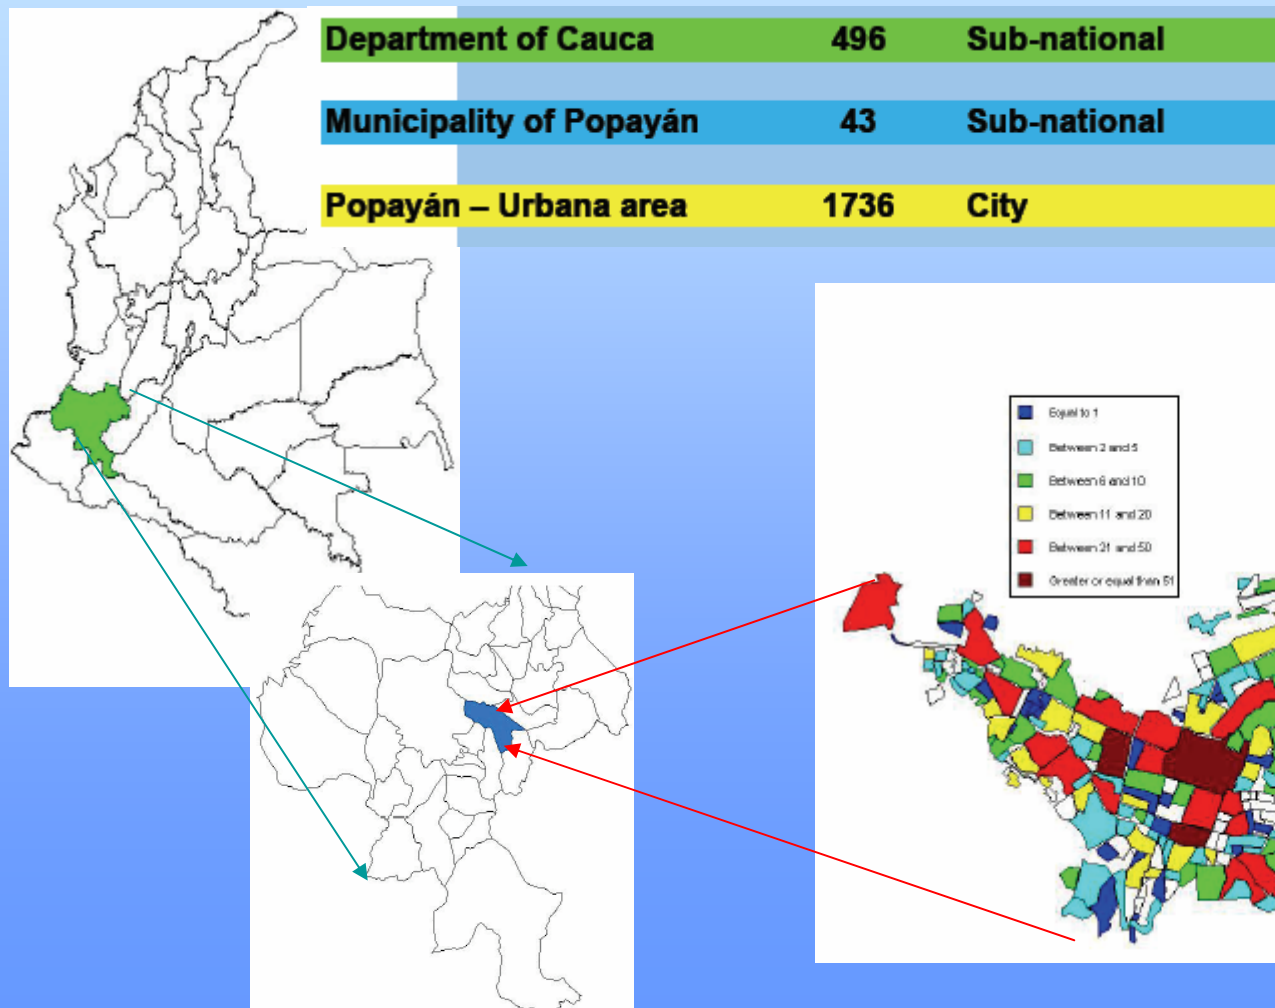 Department of Cauca 496 Sub-national
Municipality of Popayán 43 Sub-national
Popayán – Urbana area 1736 City
Equal to 1
Between 2 and 5
Between 6 and 10
Between 11 and 20
Between 21 and 50
Greater or equal than 51